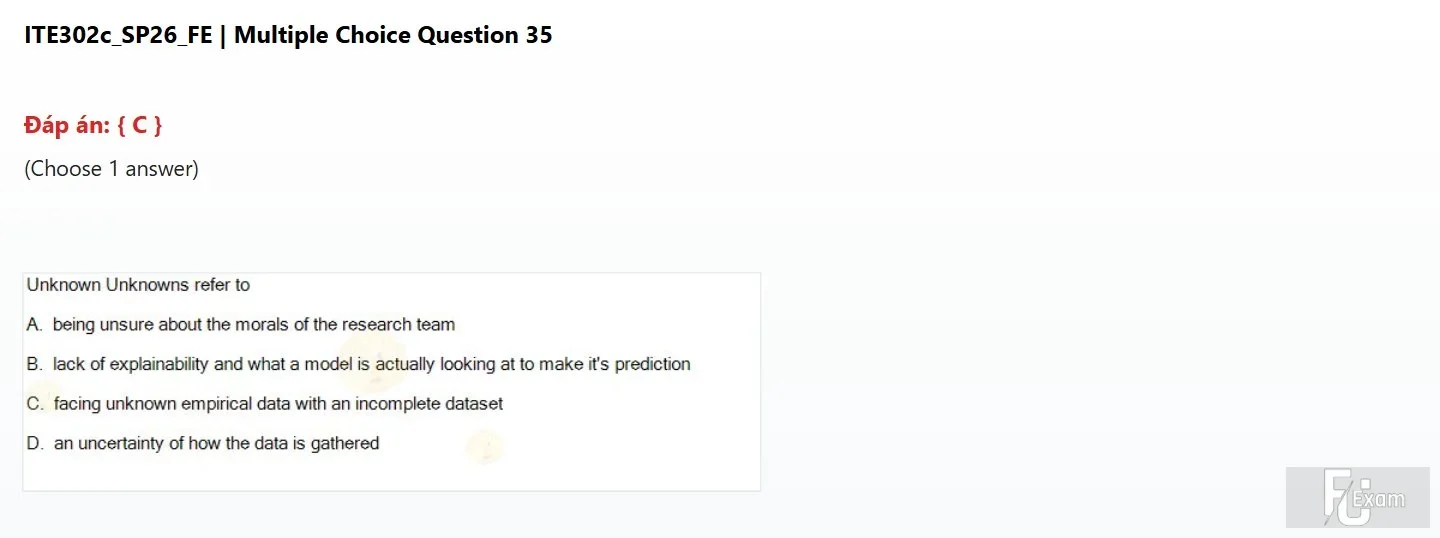 ITE302c_SP26_FE | Multiple Choice Question 35
Đáp án: { C }
(Choose 1 answer)
Unknown Unknowns refer to
A. being unsure about the morals of the research team
B. lack of explainability and what a model is actually looking at to make it's prediction
C. facing unknown empirical data with an incomplete dataset
D. an uncertainty of how the data is gathered
FU Exam